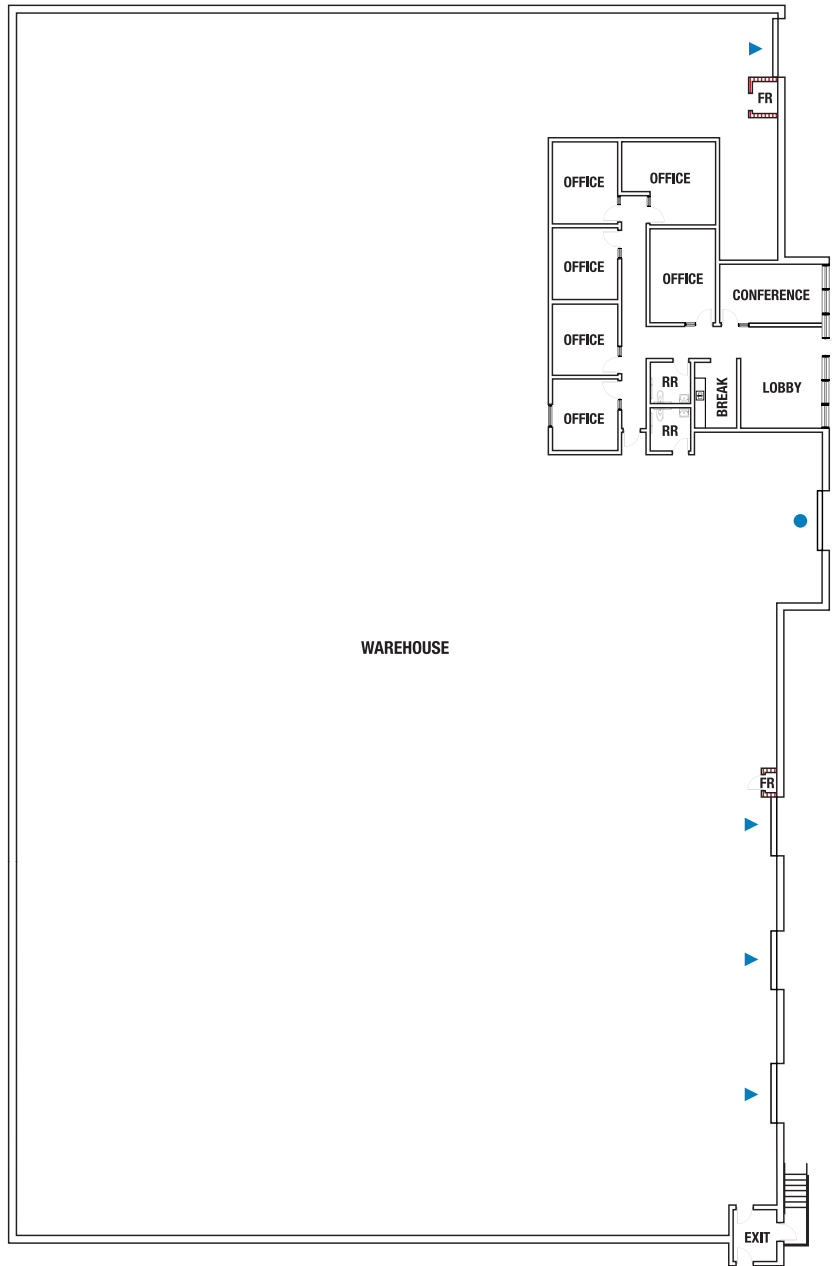 FR
OFFICE
OFFICE
OFFICE
OFFICE
CONFERENCE
OFFICE
RR
BREAK
LOBBY
OFFICE
RR
WAREHOUSE
FR
EXIT